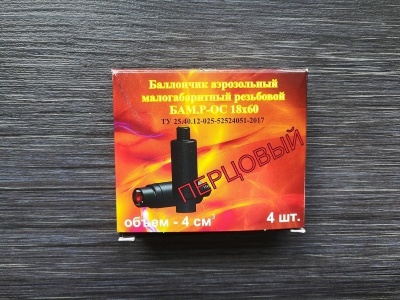 Баллончик аэрозольный
малогабаритный резьбовой
БАМ.Р-ОС 18х60
ТУ 25.40.12-025-52524051-2017
ПЕРЦОВЫЙ
объем - 4 см³
4 шт.